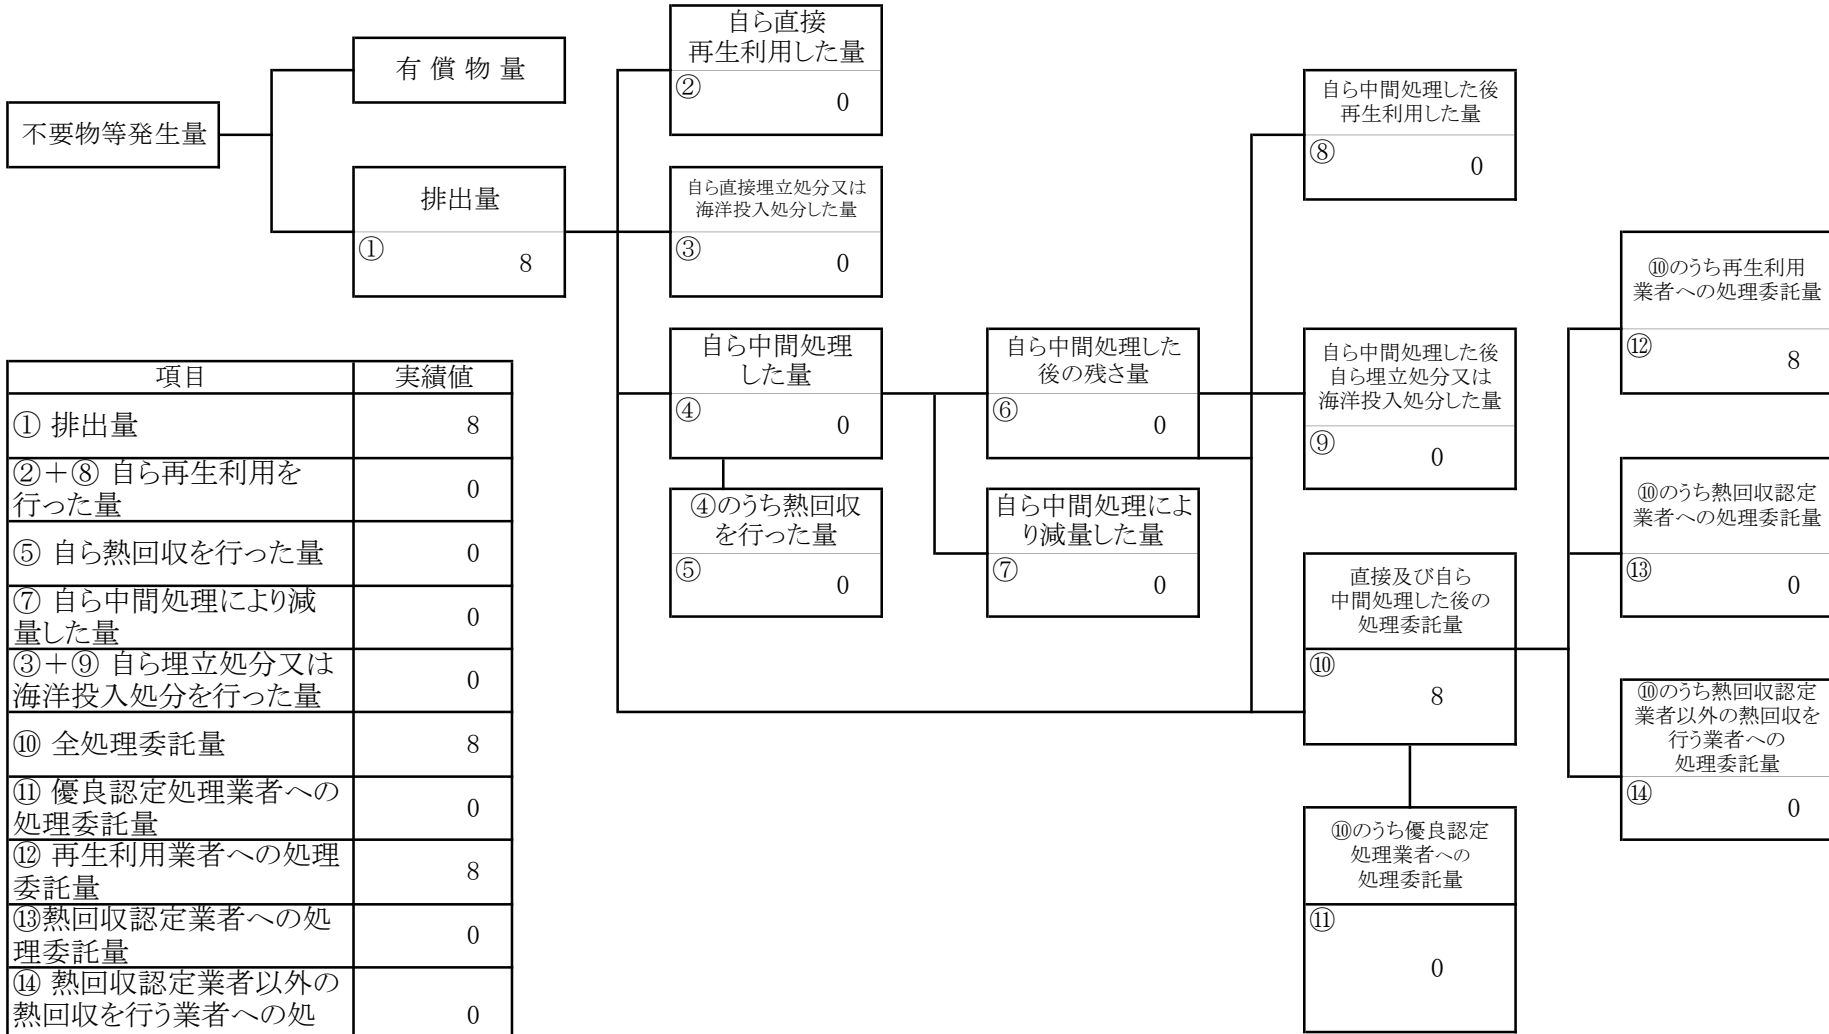 不要物等発生量
有 償 物 量
排出量
①
8
自ら直接
再生利用した量
②
0
自ら直接埋立処分又は
海洋投入処分した量
③
0
自ら中間処理
した量
④
0
④のうち熱回収
を行った量
⑤
0
自ら中間処理した
後の残さ量
⑥
0
自ら中間処理によ
り減量した量
⑦
0
自ら中間処理した後
再生利用した量
⑧
0
自ら中間処理した後
自ら埋立処分又は
海洋投入処分した量
⑨
0
直接及び自ら
中間処理した後の
処理委託量
⑩
8
⑩のうち優良認定
処理業者への
処理委託量
⑪
0
⑩のうち再生利用
業者への処理委託量
⑫
8
⑩のうち熱回収認定
業者への処理委託量
⑬
0
⑩のうち熱回収認定
業者以外の熱回収を
行う業者への
処理委託量
⑭
0
項目 実績値
① 排出量 8
②＋⑧ 自ら再生利用を
行った量 0
⑤ 自ら熱回収を行った量 0
⑦ 自ら中間処理により減
量した量 0
③＋⑨ 自ら埋立処分又は
海洋投入処分を行った量 0
⑩ 全処理委託量 8
⑪ 優良認定処理業者への
処理委託量 0
⑫ 再生利用業者への処理
委託量 8
⑬熱回収認定業者への処
理委託量 0
⑭ 熱回収認定業者以外の
熱回収を行う業者への処 0